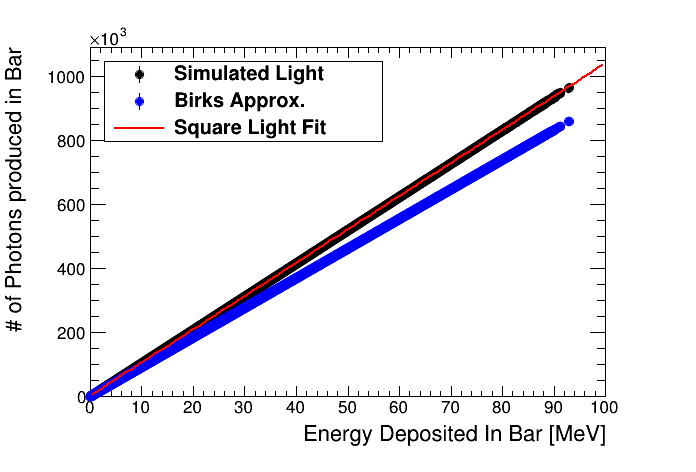 ×10³
# of Photons produced in Bar
1000
800
600
400
200
0
Simulated Light
Birks Approx.
Square Light Fit
0 10 20 30 40 50 60 70 80 90 100
Energy Deposited In Bar [MeV]